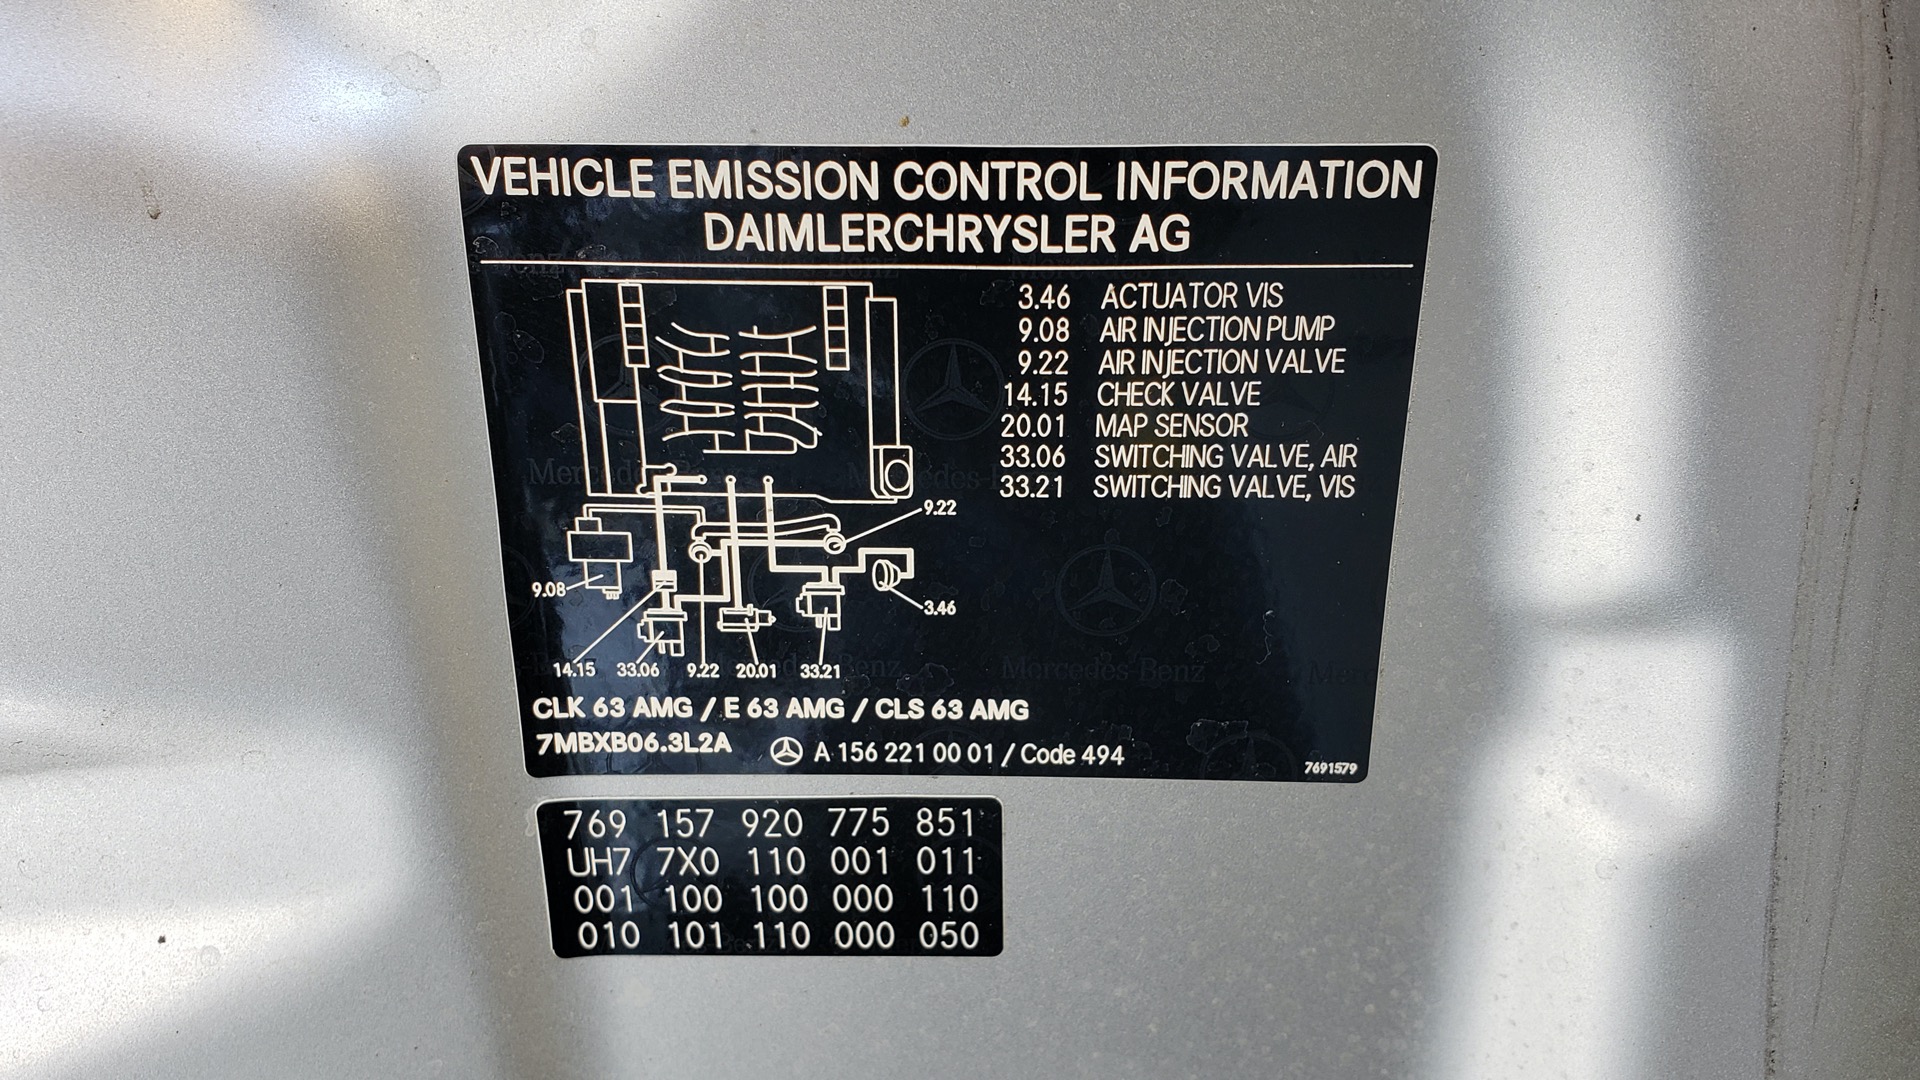 VEHICLE EMISSION CONTROL INFORMATION
DAIMLERCHRYSLER AG
3.46 ACTUATOR VIS
9.08 AIR INJECTION PUMP
9.22 AIR INJECTION VALVE
14.15 CHECK VALVE
20.01 MAP SENSOR
33.06 SWITCHING VALVE, AIR
33.21 SWITCHING VALVE, VIS
9.22
9.08
3.46
14.15 33.06 9.22 20.01 33.21
Mercedes-Benz
CLK 63 AMG / E 63 AMG / CLS 63 AMG
7MBXB06.3L2A A 156 221 00 01 / Code 494
7691579
769 157 920 775 851
UH7 7X0 110 001 011
001 100 100 000 110
010 101 110 000 050